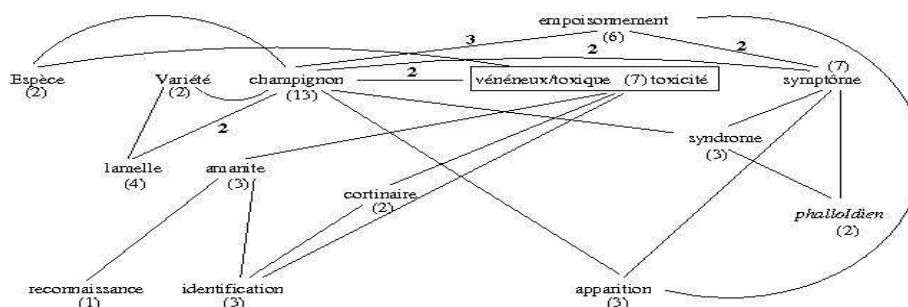 empoisonnement
(6)
3
2
2
(7)
Espèce
(2)
Variété
(2)
champignon
(13)
2
vénéneux/toxique (7) toxicité
symptôme
2
syndrome
(3)
lamelle
(4)
amanite
(3)
cortinaire
(2)
phalloïdien
(2)
reconnaissance
(1)
identification
(3)
apparition
(3)